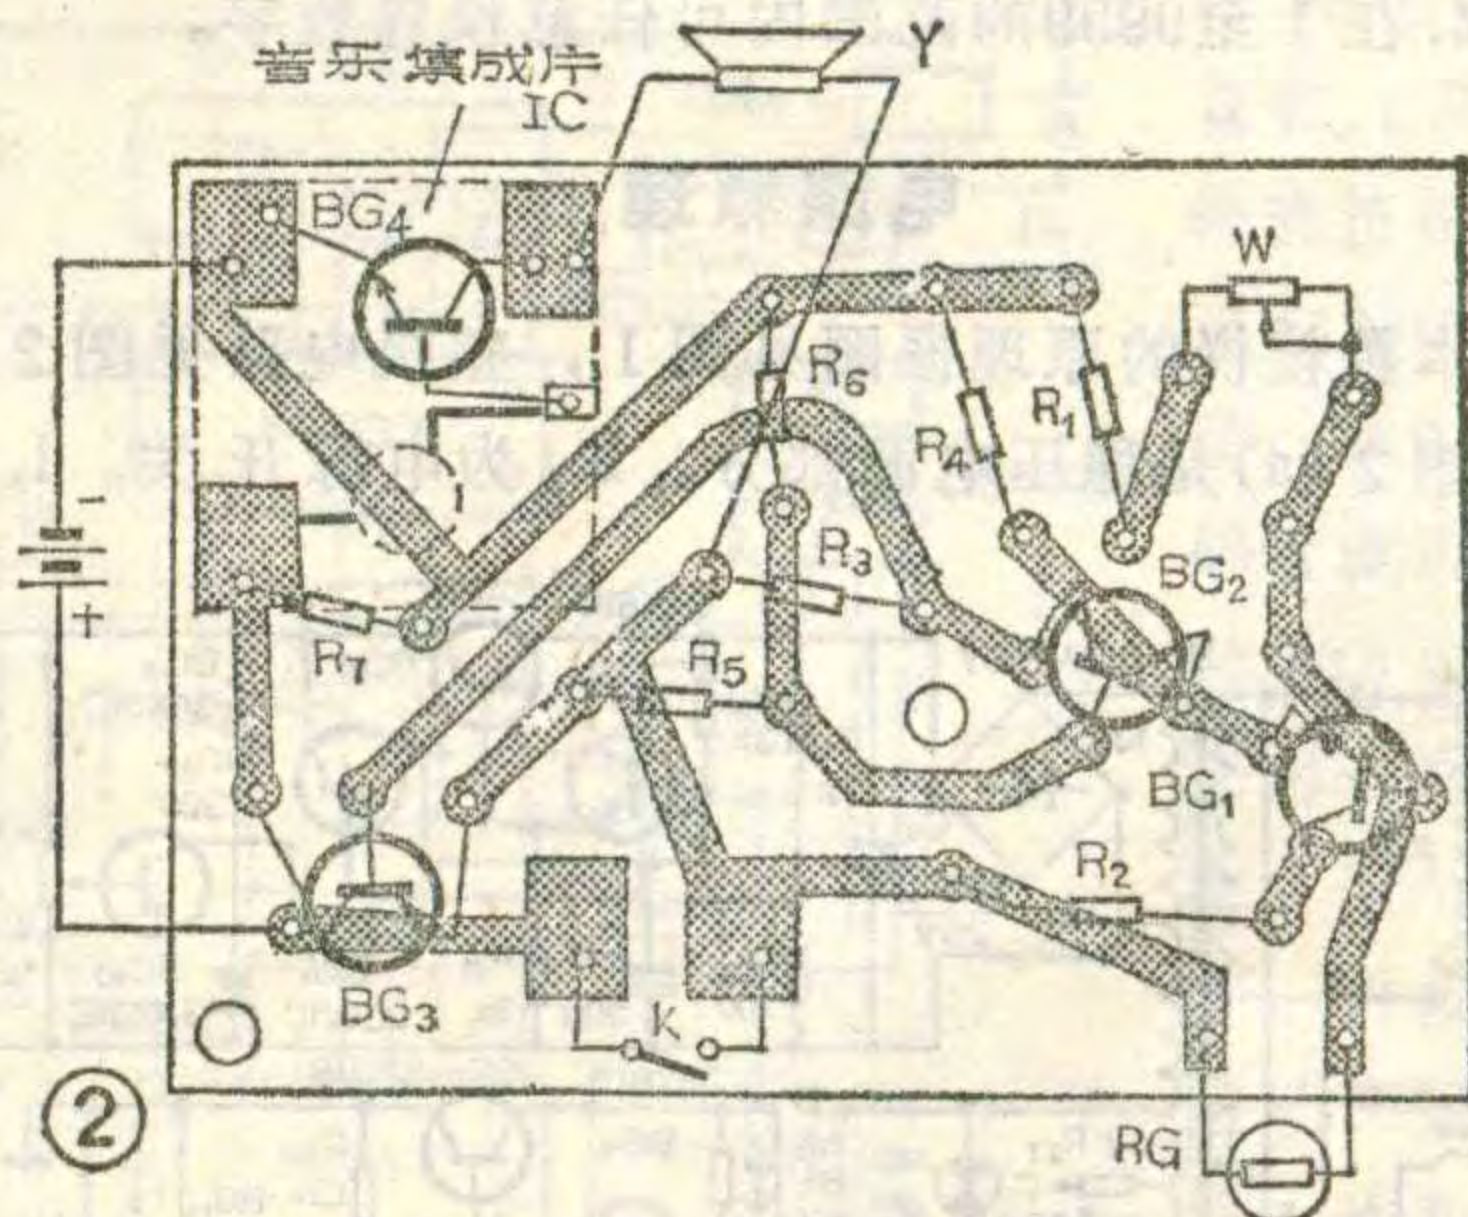 Y
音乐集成片
IC
BG₄
W
R₆
R₁
R₄
-
+
R₃
BG₂
R₇
R₅
BG₁
R₂
BG₃
K
②
RG